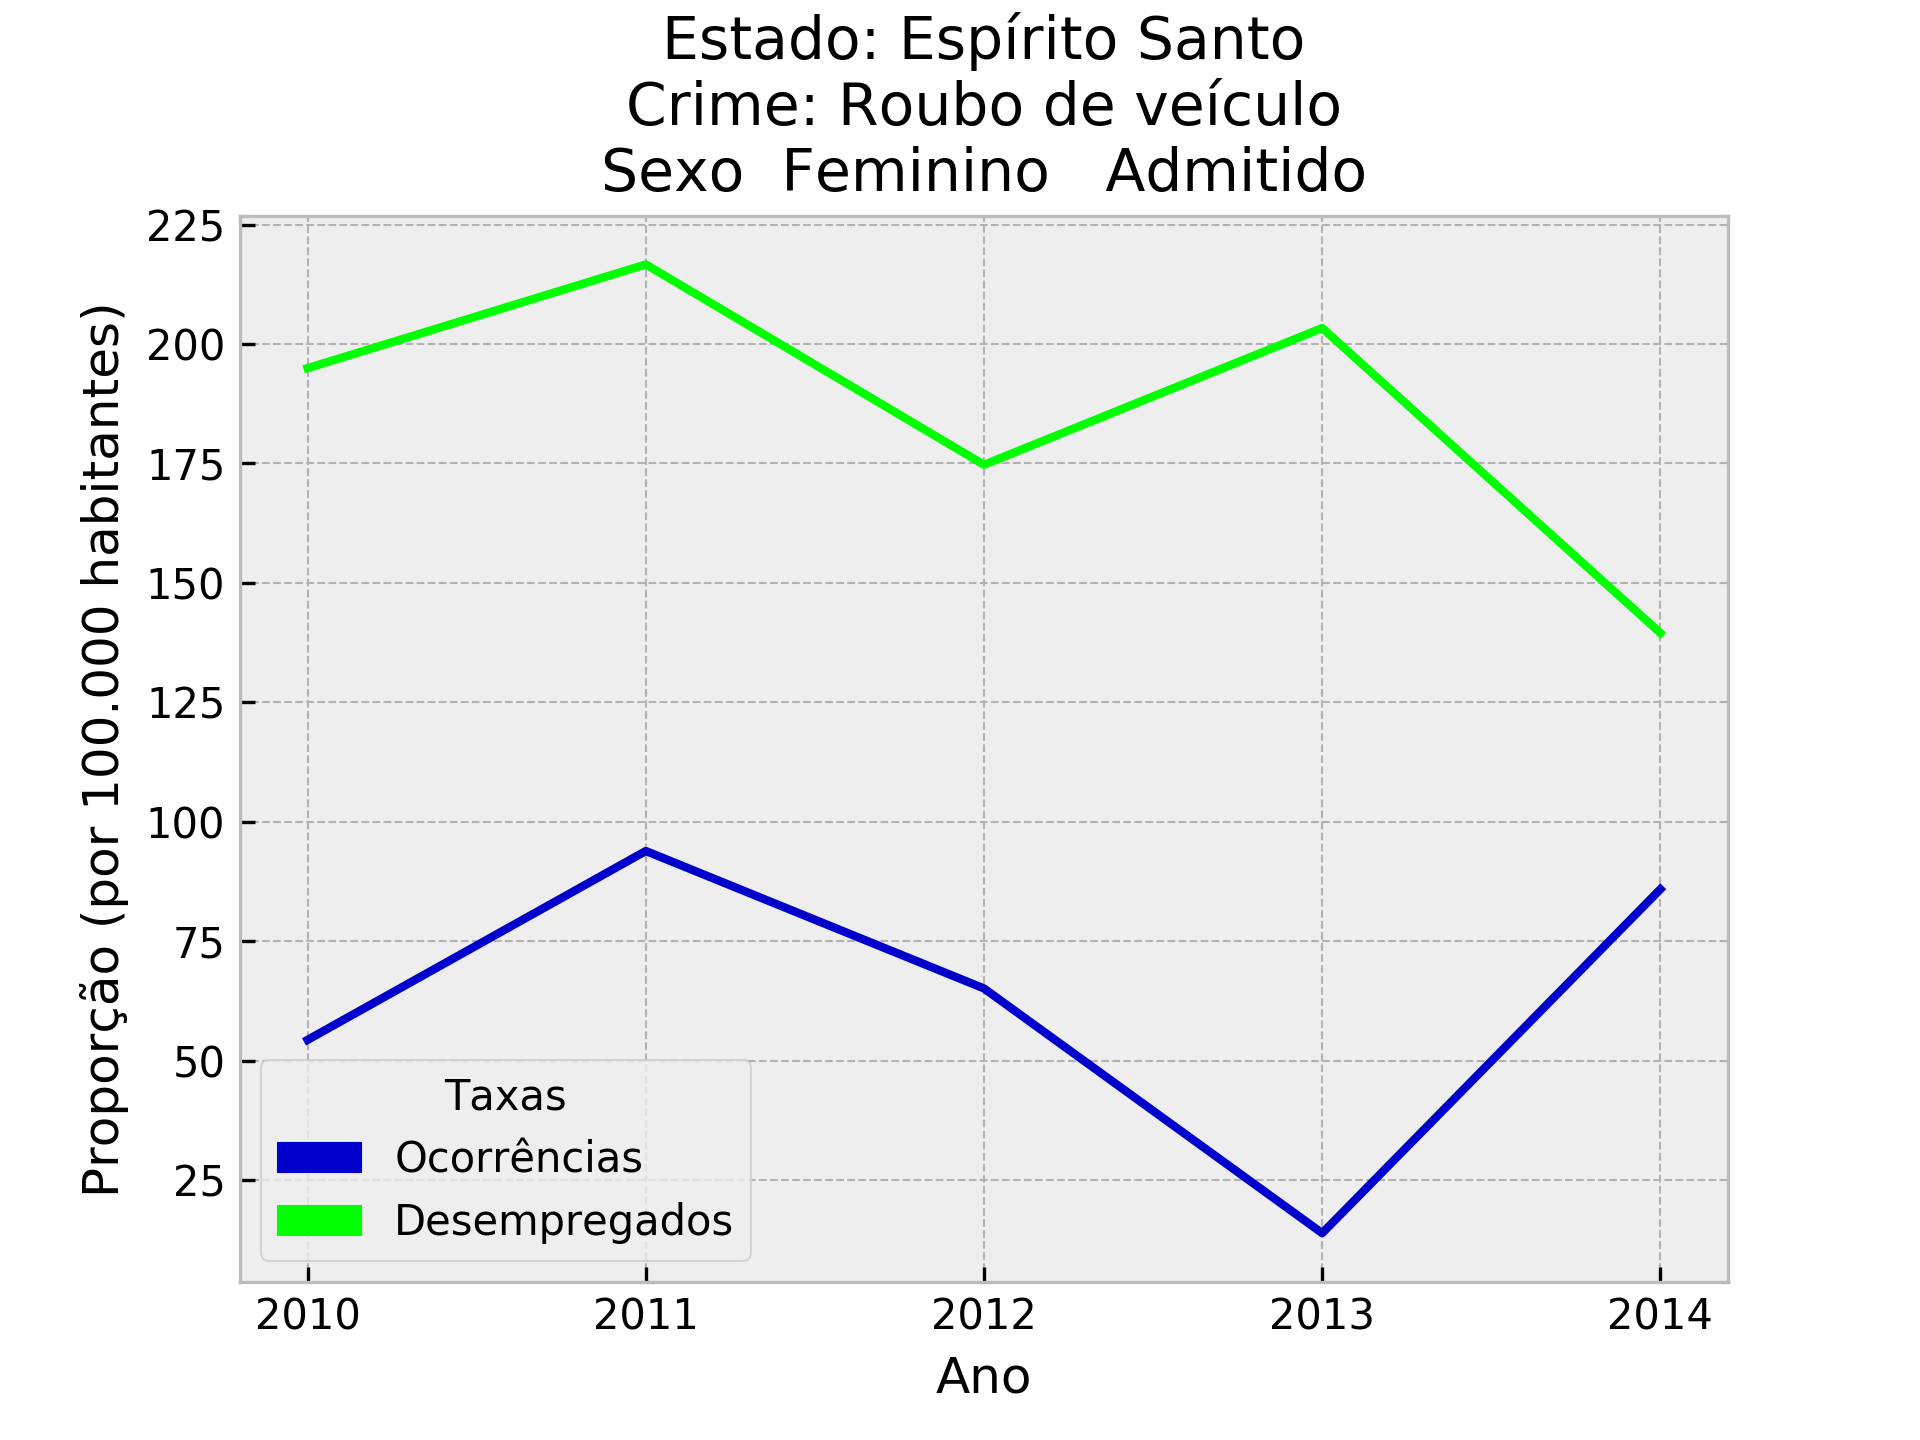 Estado: Espírito Santo
Crime: Roubo de veículo
Sexo  Feminino   Admitido
Proporção (por 100.000 habitantes)
225
200
175
150
125
100
75
50
25
Taxas
Ocorrências
Desempregados
2010 2011 2012 2013 2014
Ano